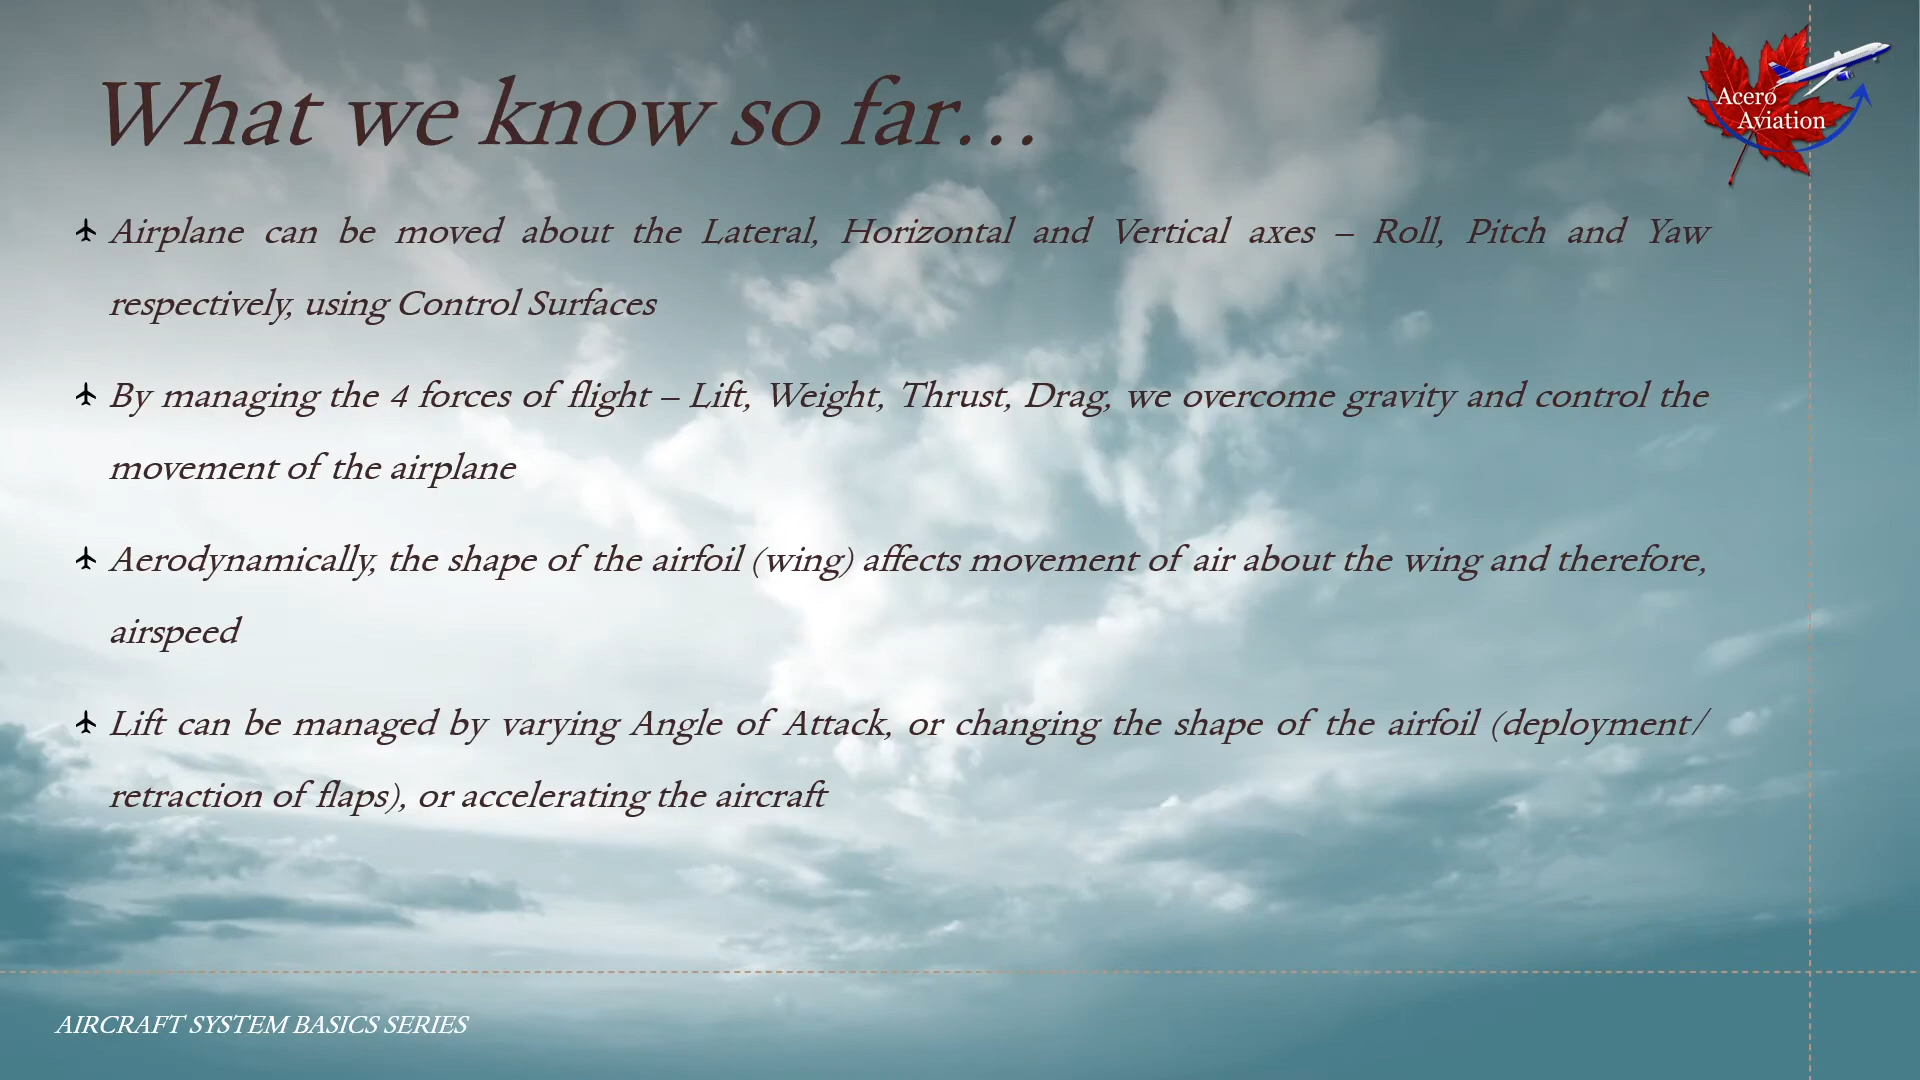 What we know so far…
Acero
Aviation
Airplane can be moved about the Lateral, Horizontal and Vertical axes – Roll, Pitch and Yaw
respectively, using Control Surfaces
By managing the 4 forces of flight – Lift, Weight, Thrust, Drag, we overcome gravity and control the
movement of the airplane
Aerodynamically, the shape of the airfoil (wing) affects movement of air about the wing and therefore,
airspeed
Lift can be managed by varying Angle of Attack, or changing the shape of the airfoil (deployment/
retraction of flaps), or accelerating the aircraft
AIRCRAFT SYSTEM BASICS SERIES